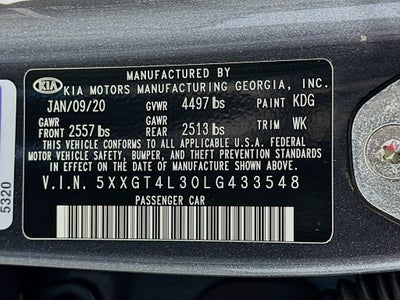 MANUFACTURED BY
KIA KIA MOTORS MANUFACTURING GEORGIA, INC.
JAN/09/20 GVWR 4497 lbs PAINT KDG
GAWR FRONT 2557 lbs GAWR REAR 2513 lbs TRIM WK
THIS VEHICLE CONFORMS TO ALL APPLICABLE U.S.A. FEDERAL
MOTOR VEHICLE SAFETY, BUMPER, AND THEFT PREVENTION STANDARDS
IN EFFECT ON THE DATE OF MANUFACTURE SHOWN ABOVE.
V.I.N. 5XXGT4L30LG433548
PASSENGER CAR
5320